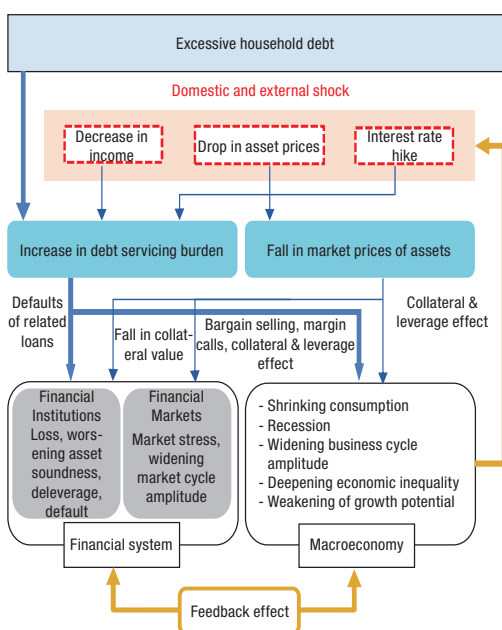 Excessive household debt
Domestic and external shock
Decrease in
income
Drop in asset prices
Interest rate
hike
Increase in debt servicing burden
Fall in market prices of assets
Defaults
of related
loans
Fall in collat-
eral value
Bargain selling, margin
calls, collateral & leverage
effect
Collateral &
leverage effect
Financial
Institutions
Loss, wors-
ening asset
soundness,
deleverage,
default
Financial
Markets
Market stress,
widening
market cycle
amplitude
- Shrinking consumption
- Recession
- Widening business cycle
amplitude
- Deepening economic inequality
- Weakening of growth potential
Financial system
Macroeconomy
Feedback effect